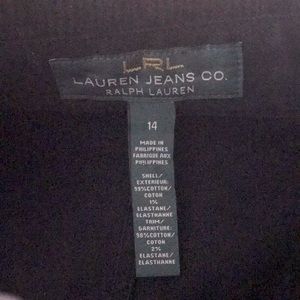 LRL
LAUREN JEANS CO.
RALPH LAUREN
14
MADE IN
PHILIPPINES
FABRIQUE AUX
PHILIPPINES
SHELL/
EXTERIEUR:
99%COTTON/
COTON
1%
ELASTANE/
ELASTHANNE
TRIM/
GARNITURE:
98%COTTON/
COTON
2%
ELASTANE/
ELASTHANNE